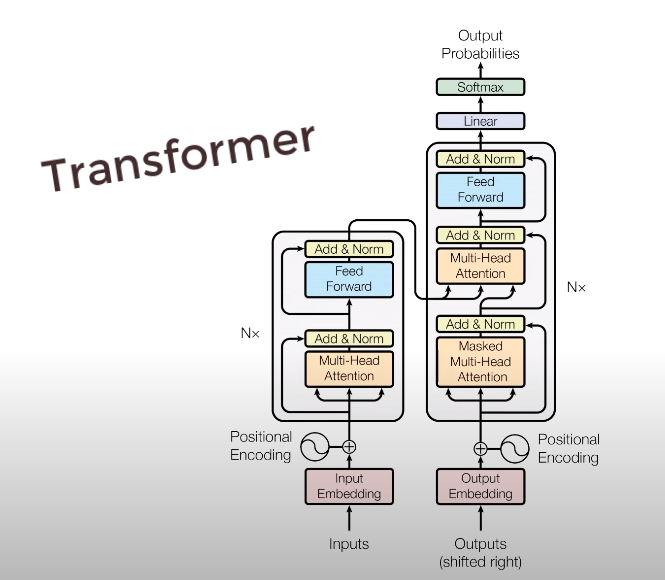 Transformer
Output
Probabilities
Softmax
Linear
Add & Norm
Feed
Forward
Add & Norm
Multi-Head
Attention
Add & Norm
Masked
Multi-Head
Attention
N×
Positional
Encoding
Output
Embedding
Outputs
(shifted right)
Add & Norm
Feed
Forward
Add & Norm
Multi-Head
Attention
N×
Positional
Encoding
Input
Embedding
Inputs